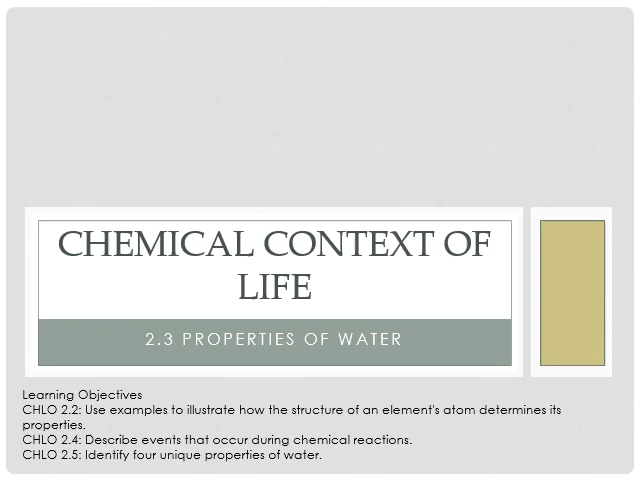 CHEMICAL CONTEXT OF
LIFE
2.3 PROPERTIES OF WATER
Learning Objectives
CHLO 2.2: Use examples to illustrate how the structure of an element's atom determines its
properties.
CHLO 2.4: Describe events that occur during chemical reactions.
CHLO 2.5: Identify four unique properties of water.